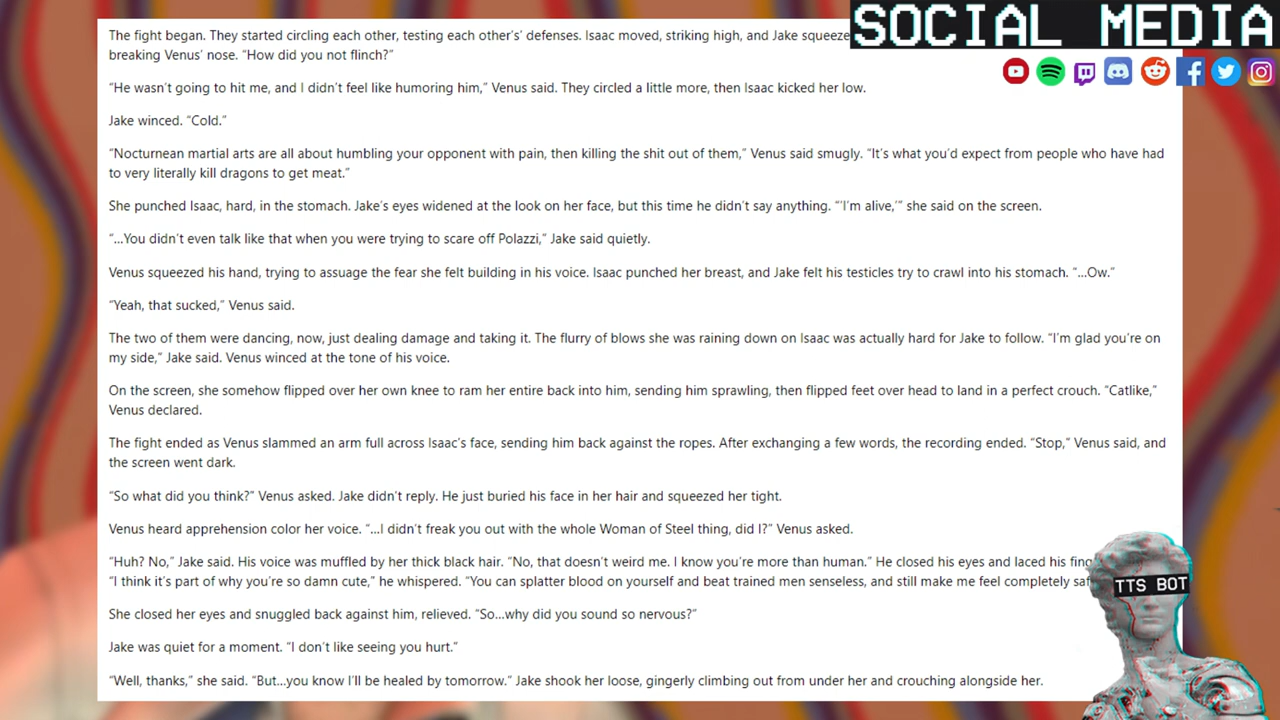 SOCIAL MEDIA
The fight began. They started circling each other, testing each other's' defenses. Isaac moved, striking high, and Jake squeeze
breaking Venus' nose. “How did you not flinch?”
“He wasn't going to hit me, and I didn't feel like humoring him,” Venus said. They circled a little more, then Isaac kicked her low.
Jake winced. “Cold.”
“Nocturnean martial arts are all about humbling your opponent with pain, then killing the shit out of them,” Venus said smugly. “It's what you'd expect from people who have had
to very literally kill dragons to get meat.”
She punched Isaac, hard, in the stomach. Jake's eyes widened at the look on her face, but this time he didn't say anything. “‘I'm alive,’” she said on the screen.
“…You didn't even talk like that when you were trying to scare off Polazzi,” Jake said quietly.
Venus squeezed his hand, trying to assuage the fear she felt building in his voice. Isaac punched her breast, and Jake felt his testicles try to crawl into his stomach. “…Ow.”
“Yeah, that sucked,” Venus said.
The two of them were dancing, now, just dealing damage and taking it. The flurry of blows she was raining down on Isaac was actually hard for Jake to follow. “I'm glad you're on
my side,” Jake said. Venus winced at the tone of his voice.
On the screen, she somehow flipped over her own knee to ram her entire back into him, sending him sprawling, then flipped feet over head to land in a perfect crouch. “Catlike,”
Venus declared.
The fight ended as Venus slammed an arm full across Isaac's face, sending him back against the ropes. After exchanging a few words, the recording ended. “Stop,” Venus said, and
the screen went dark.
“So what did you think?” Venus asked. Jake didn't reply. He just buried his face in her hair and squeezed her tight.
Venus heard apprehension color her voice. “…I didn't freak you out with the whole Woman of Steel thing, did I?” Venus asked.
“Huh? No,” Jake said. His voice was muffled by her thick black hair. “No, that doesn't weird me. I know you're more than human.” He closed his eyes and laced his fing
“I think it's part of why you're so damn cute,” he whispered. “You can splatter blood on yourself and beat trained men senseless, and still make me feel completely saf
She closed her eyes and snuggled back against him, relieved. “So…why did you sound so nervous?”
Jake was quiet for a moment. “I don't like seeing you hurt.”
“Well, thanks,” she said. “But…you know I'll be healed by tomorrow.” Jake shook her loose, gingerly climbing out from under her and crouching alongside her.
TTS BOT